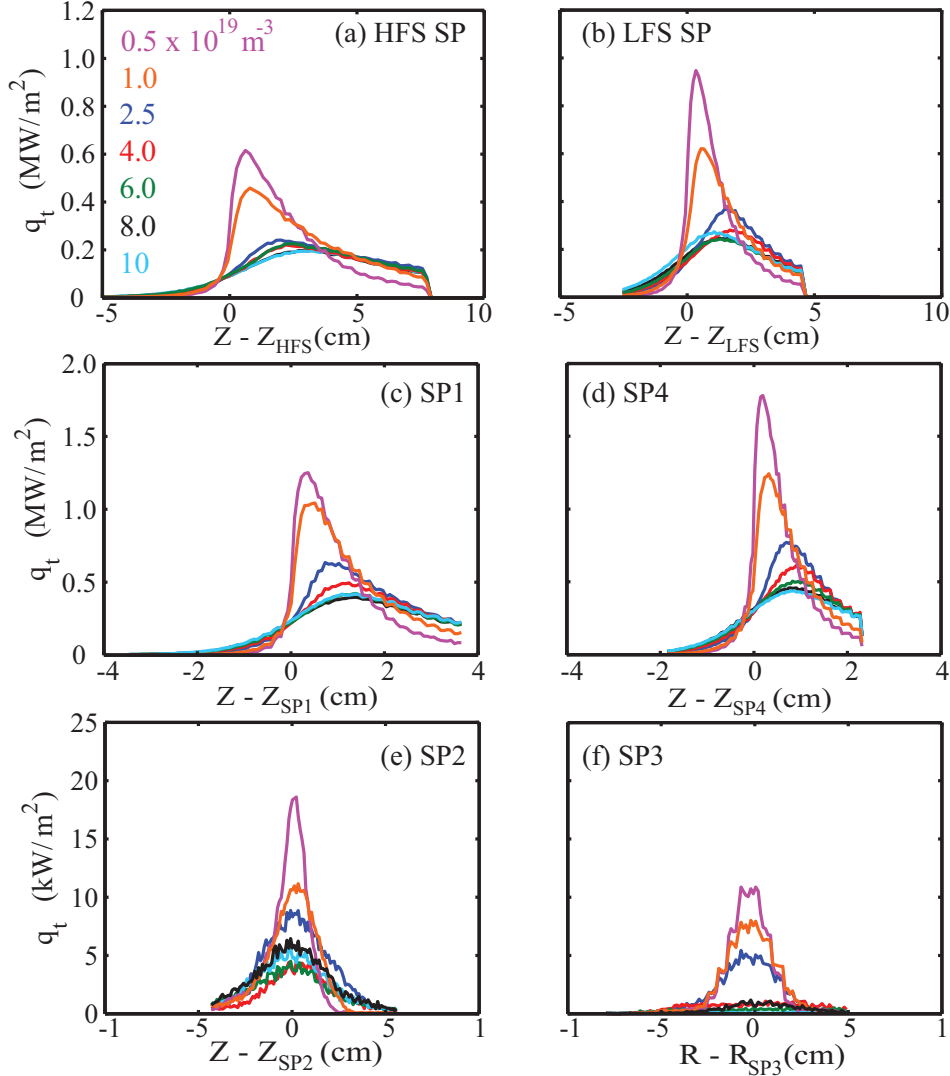 1.2
1.0
0.8
0.6
0.4
0.2
0
q_t (MW/m²)
(a) HFS SP
0.5 x 10¹⁹ m⁻³
1.0
2.5
4.0
6.0
8.0
10
-5 0 5 10
Z - Z_HFS (cm)
(b) LFS SP
-5 0 5 10
Z - Z_LFS (cm)
2.0
1.5
1.0
0.5
0
q_t (MW/m²)
(c) SP1
-4 -2 0 2 4
Z - Z_SP1 (cm)
(d) SP4
-4 -2 0 2 4
Z - Z_SP4 (cm)
25
20
15
10
5
0
q_t (kW/m²)
(e) SP2
-1 -5 0 5 1
Z - Z_SP2 (cm)
(f) SP3
-1 -5 0 5 1
R - R_SP3 (cm)